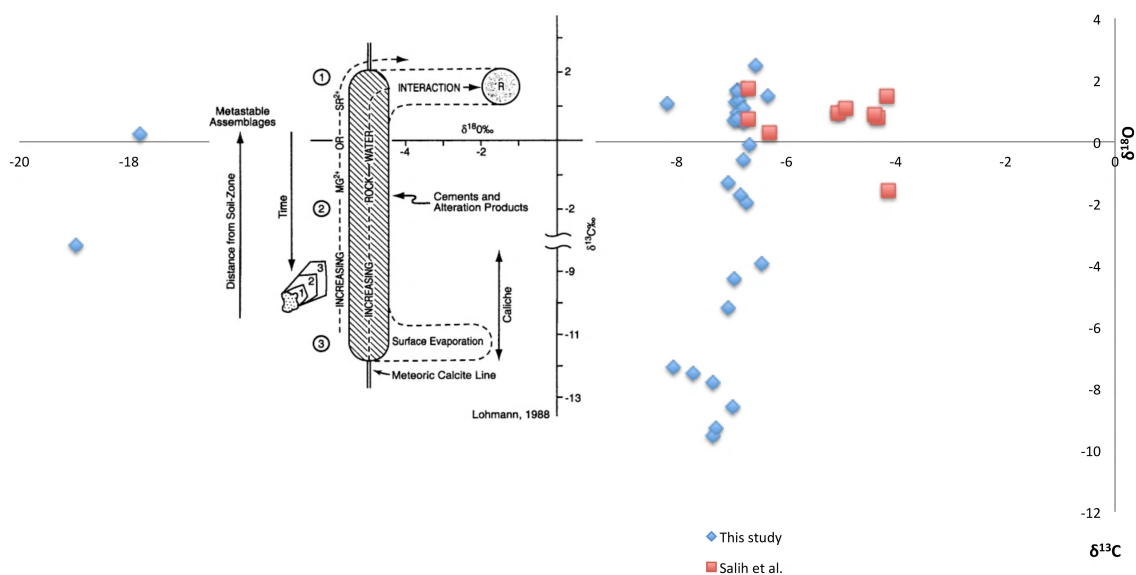 4
2
0
-2
-4
-6
-8
-10
-12
-20
-18
-8
-6
-4
-2
0
δ18O
δ13C
1
2
3
Metastable
Assemblages
Distance from Soil-Zone
Time
3
2
1
INCREASING MG2+ OR SR2+
INCREASING ROCK-WATER
INTERACTION
R
δ18O‰
-4
-2
2
-2
-9
-11
-13
δ13C‰
Cements and
Alteration Products
Caliche
Surface Evaporation
Meteoric Calcite Line
Lohmann, 1988
This study
Salih et al.